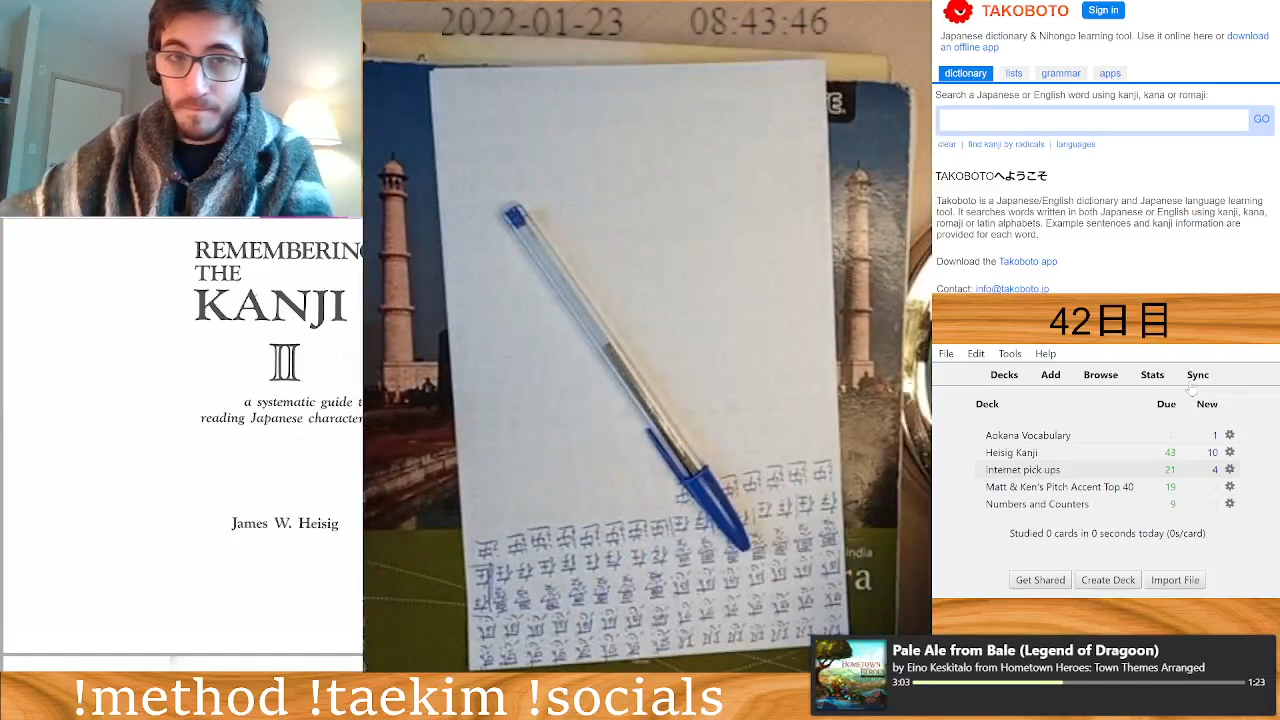 2022-01-23 08:43:46
REMEMBERING
THE
KANJI
II
a systematic guide t
reading Japanese character
James W. Heisig
India
ra
TAKOBOTO
Sign in
Japanese dictionary & Nihongo learning tool. Use it online here or download
an offline app
dictionary lists grammar apps
Search a Japanese or English word using kanji, kana or romaji:
GO
clear | find kanji by radicals | languages
TAKOBOTOへようこそ
Takoboto is a Japanese/English dictionary and Japanese language learning
tool. It searches words written in both Japanese or English using kanji, kana,
romaji or latin alphabets. Example sentences and kanji information are
provided for each word.
Download the Takoboto app
Contact: info@takoboto.jp
42日目
File Edit Tools Help
Decks Add Browse Stats Sync
Deck Due New
Aokana Vocabulary 0 1
Heisig Kanji 43 10
Internet pick ups 21 4
Matt & Ken's Pitch Accent Top 40 19 0
Numbers and Counters 9 0
Studied 0 cards in 0 seconds today (0s/card)
Get Shared Create Deck Import File
HOMETOWN
HEROES
Pale Ale from Bale (Legend of Dragoon)
by Eino Keskitalo from Hometown Heroes: Town Themes Arranged
3:03 1:23
!method !taekim !socials